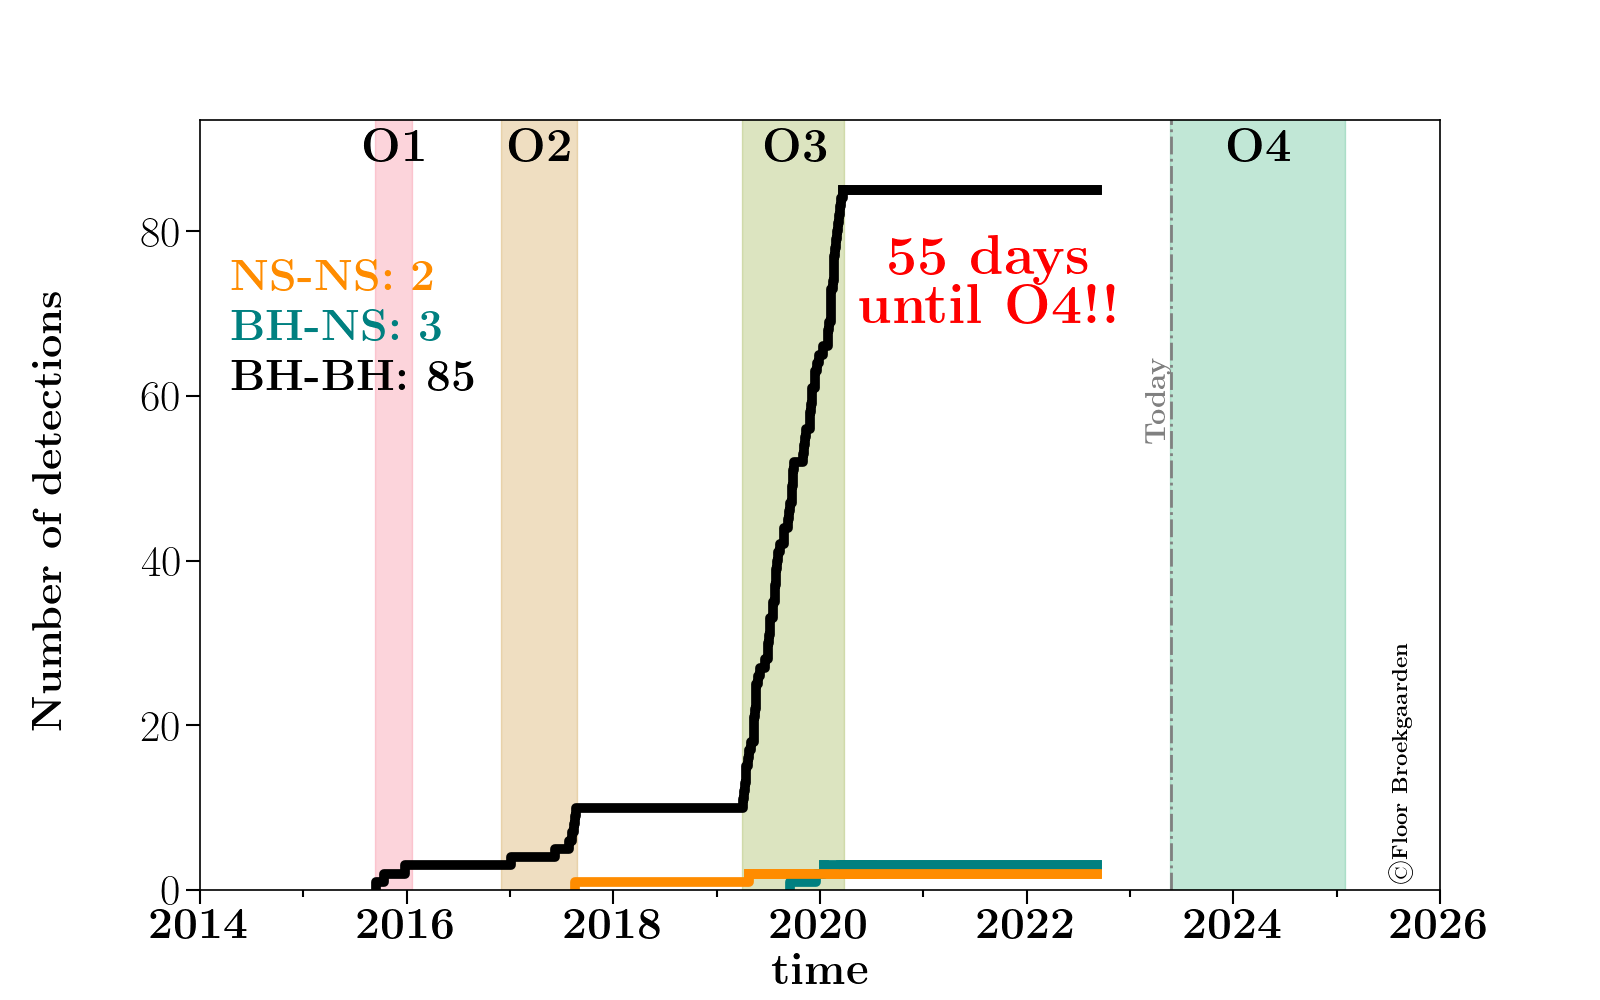 O1
O2
O3
O4
80
60
40
20
0
Number of detections
NS-NS: 2
BH-NS: 3
BH-BH: 85
55 days
until O4!!
Today
©Floor Broekgaarden
2014
2016
2018
2020
2022
2024
2026
time